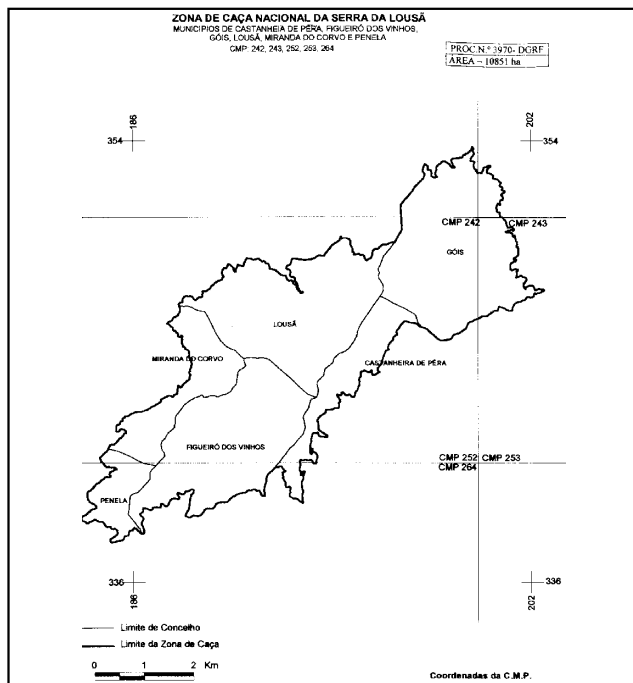 ZONA DE CAÇA NACIONAL DA SERRA DA LOUSÃ
MUNICIPIOS DE CASTANHEIA DE PÊRA, FIGUEIRÓ DOS VINHOS,
GÓIS, LOUSÃ, MIRANDA DO CORVO E PENELA
CMP: 242, 243, 252, 253, 264
PROC.N.º 3970- DGRF
ÁREA – 10851 ha
186
202
354
354
CMP 242
CMP 243
GÓIS
LOUSÃ
MIRANDA DO CORVO
CASTANHEIRA DE PÊRA
FIGUEIRÓ DOS VINHOS
CMP 252
CMP 253
CMP 264
PENELA
336
336
186
202
Limite de Concelho
Limite da Zona de Caça
0 1 2 Km
Coordenadas da C.M.P.